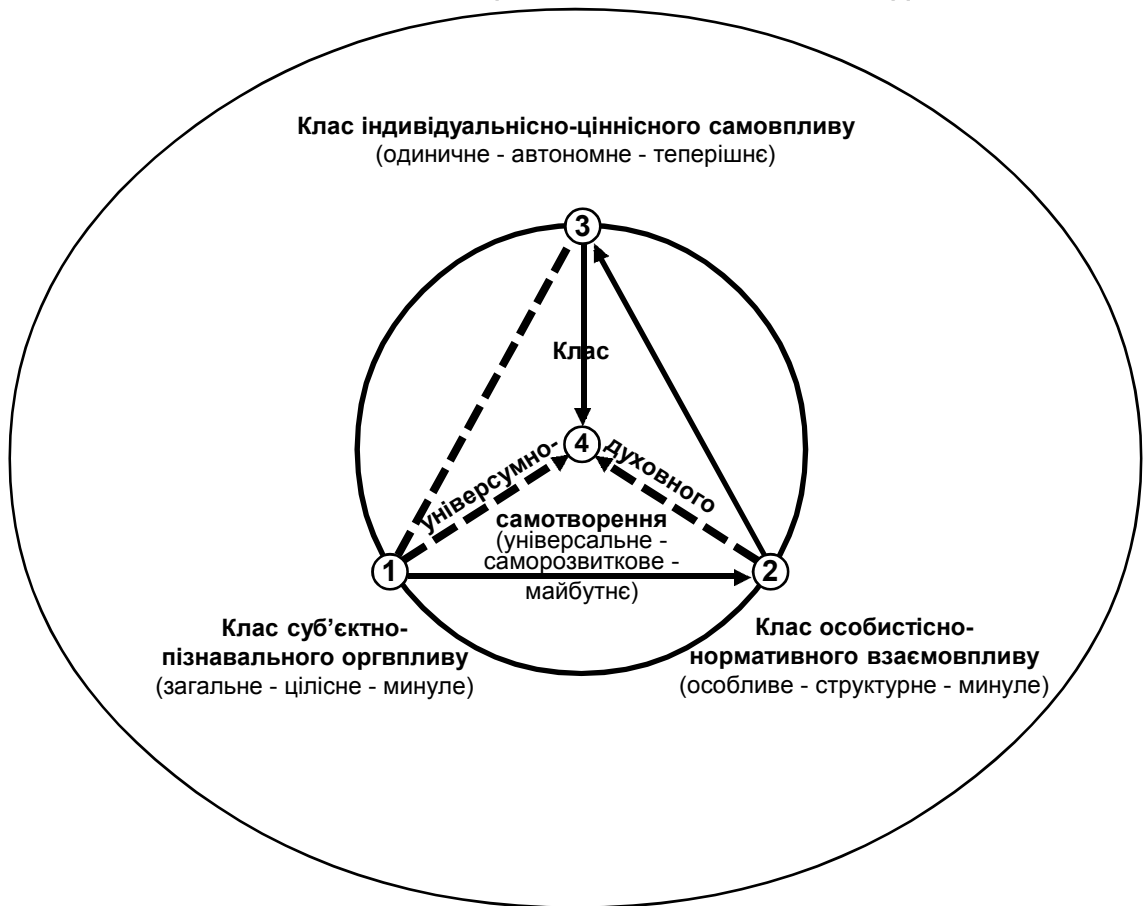 Клас індивідуальнісно-ціннісного самовпливу
(одиничне - автономне - теперішнє)
3
Клас
4
універсумно-
духовного
самотворення
(універсальне -
саморозвиткове -
майбутнє)
1
2
Клас суб’єктно-
пізнавального оргвпливу
(загальне - цілісне - минуле)
Клас особистісно-
нормативного взаємовпливу
(особливе - структурне - минуле)